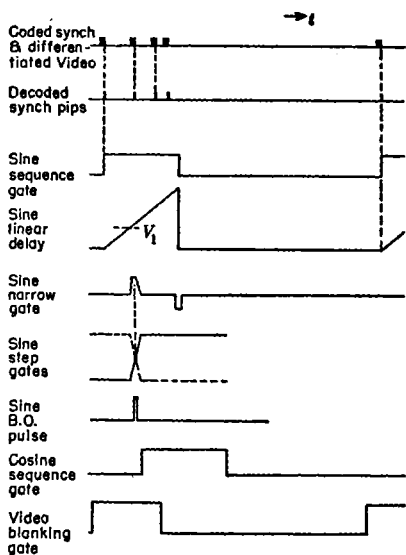 t
Coded synch
& differen-
tiated Video
Decoded
synch pips
Sine
sequence
gate
Sine
linear
delay
V1
Sine
narrow
gate
Sine
step
gates
Sine
B.O.
pulse
Cosine
sequence
gate
Video
blanking
gate